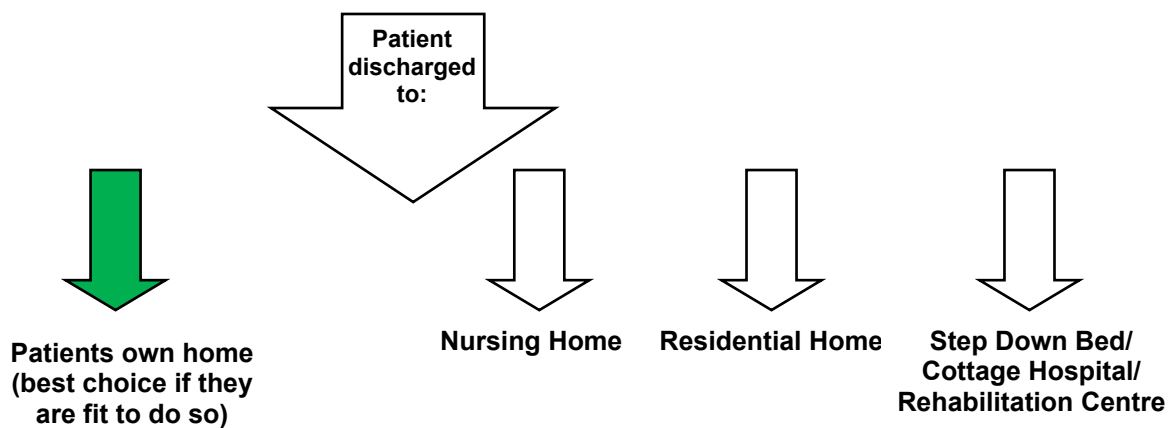 Patient
discharged
to:
Patients own home
(best choice if they
are fit to do so)
Nursing Home
Residential Home
Step Down Bed/
Cottage Hospital/
Rehabilitation Centre